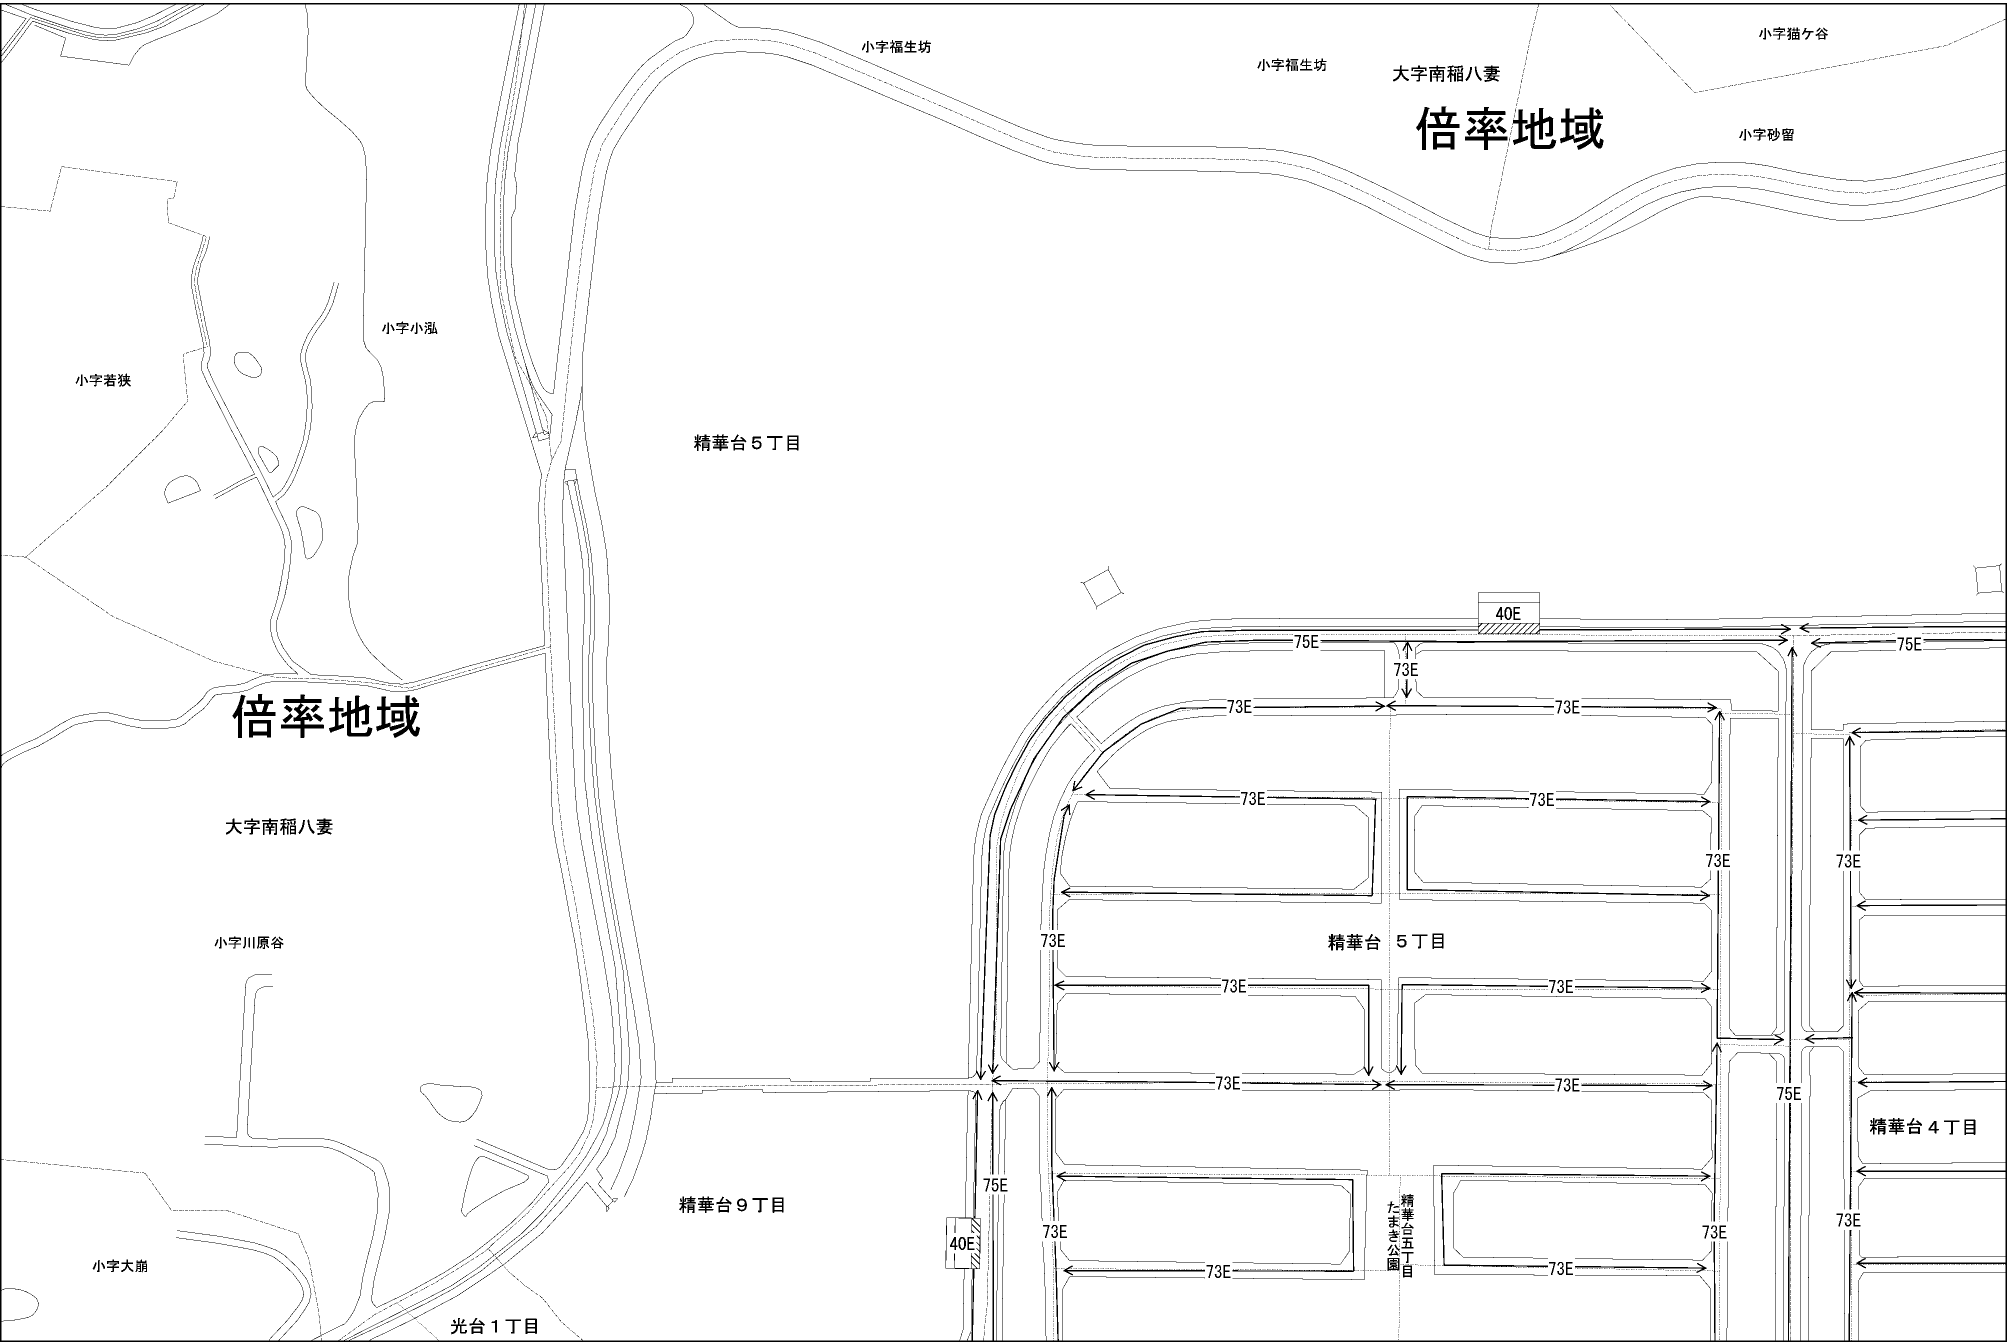 小字猫ケ谷
小字福生坊
小字福生坊
大字南稲八妻
倍率地域
小字砂留
小字小泓
小字若狭
精華台５丁目
40E
75E
75E
73E
73E
73E
倍率地域
73E
73E
大字南稲八妻
73E
73E
73E
小字川原谷
精華台　５丁目
73E
73E
73E
73E
75E
精華台４丁目
75E
精華台９丁目
精華台五丁目
たまき公園
73E
73E
73E
40E
小字大崩
73E
73E
光台１丁目